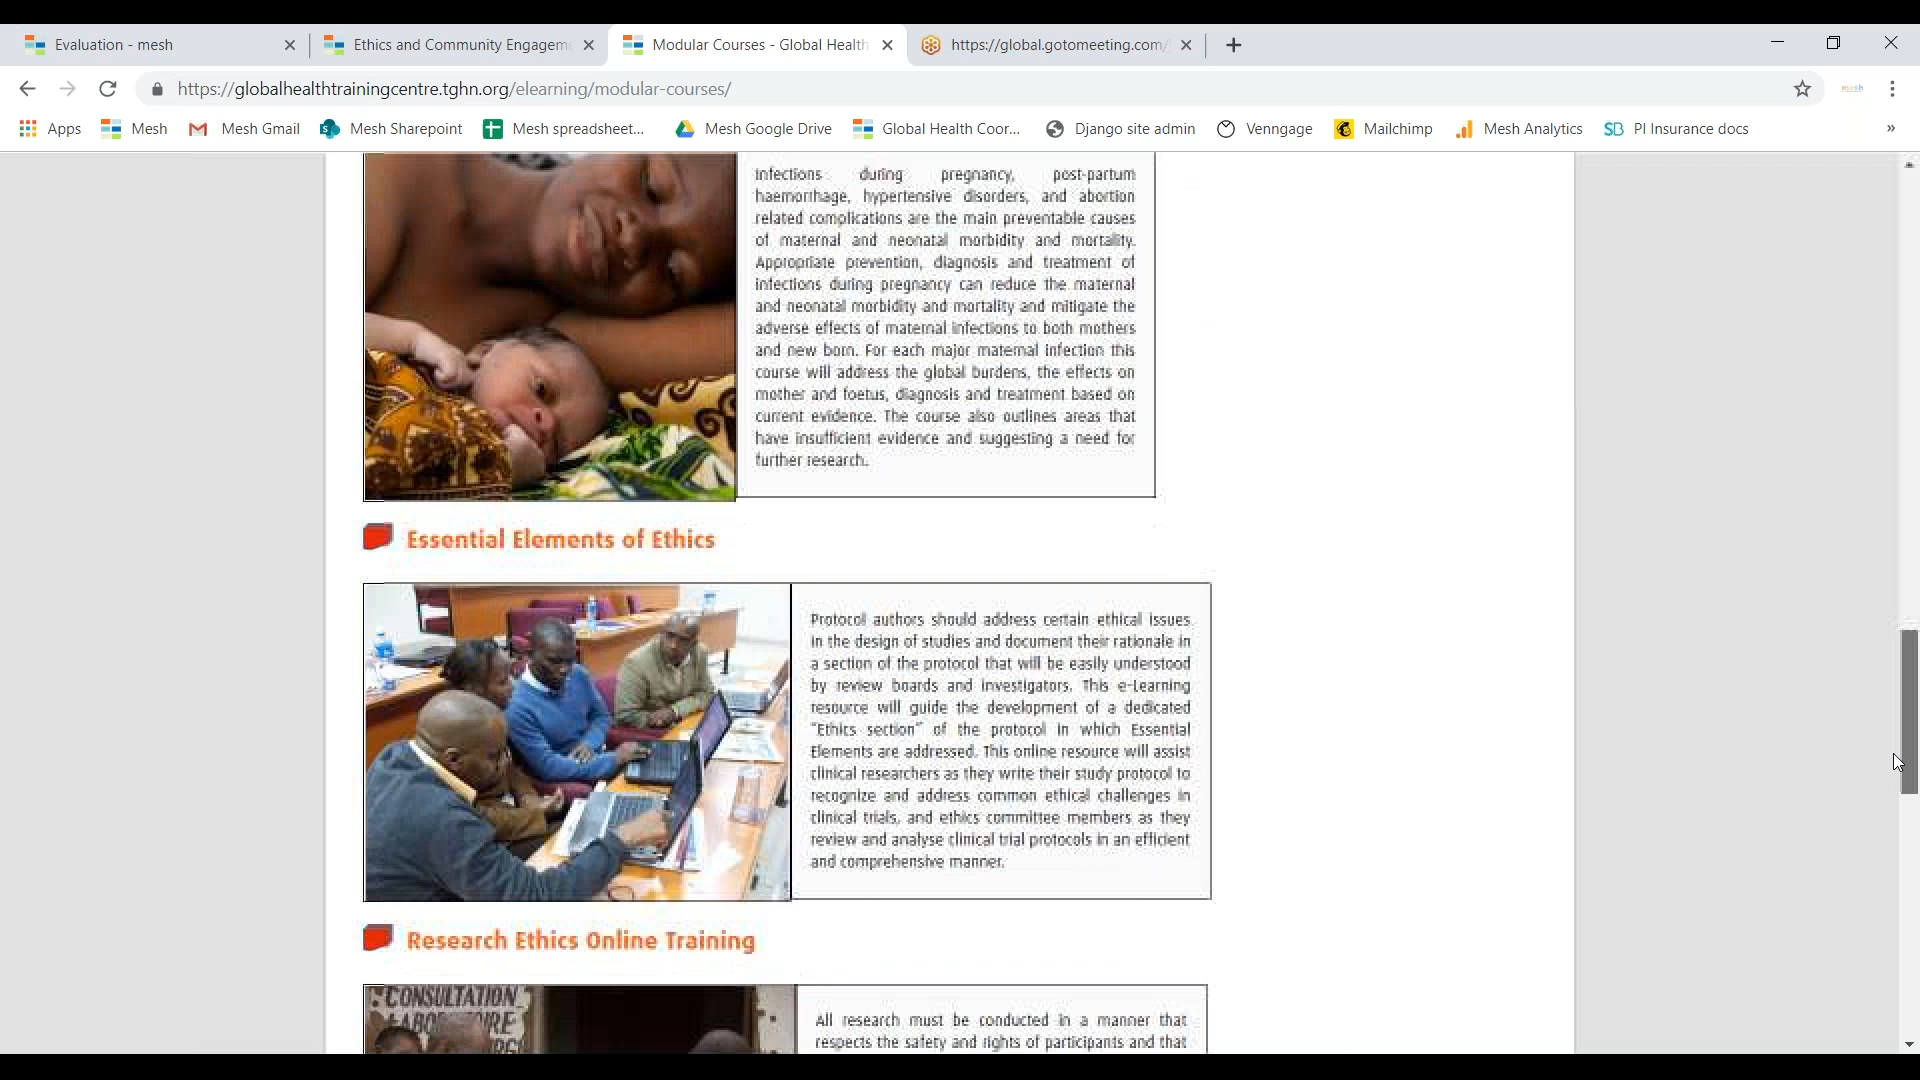 Evaluation - mesh
Ethics and Community Engagem
Modular Courses - Global Health
https://global.gotomeeting.com/
https://globalhealthtrainingcentre.tghn.org/elearning/modular-courses/
mesh
Apps
Mesh
Mesh Gmail
Mesh Sharepoint
Mesh spreadsheet...
Mesh Google Drive
Global Health Coor...
Django site admin
Venngage
Mailchimp
Mesh Analytics
SB PI Insurance docs
»
Infections during pregnancy, post-partum
haemorrhage, hypertensive disorders, and abortion
related complications are the main preventable causes
of maternal and neonatal morbidity and mortality.
Appropriate prevention, diagnosis and treatment of
infections during pregnancy can reduce the maternal
and neonatal morbidity and mortality and mitigate the
adverse effects of maternal infections to both mothers
and new born. For each major maternal infection this
course will address the global burdens, the effects on
mother and foetus, diagnosis and treatment based on
current evidence. The course also outlines areas that
have insufficient evidence and suggesting a need for
further research.
Essential Elements of Ethics
Protocol authors should address certain ethical issues
in the design of studies and document their rationale in
a section of the protocol that will be easily understood
by review boards and investigators. This e-Learning
resource will guide the development of a dedicated
"Ethics section" of the protocol in which Essential
Elements are addressed. This online resource will assist
clinical researchers as they write their study protocol to
recognize and address common ethical challenges in
clinical trials, and ethics committee members as they
review and analyse clinical trial protocols in an efficient
and comprehensive manner.
Research Ethics Online Training
CONSULTATION
All research must be conducted in a manner that
respects the safety and rights of participants and that